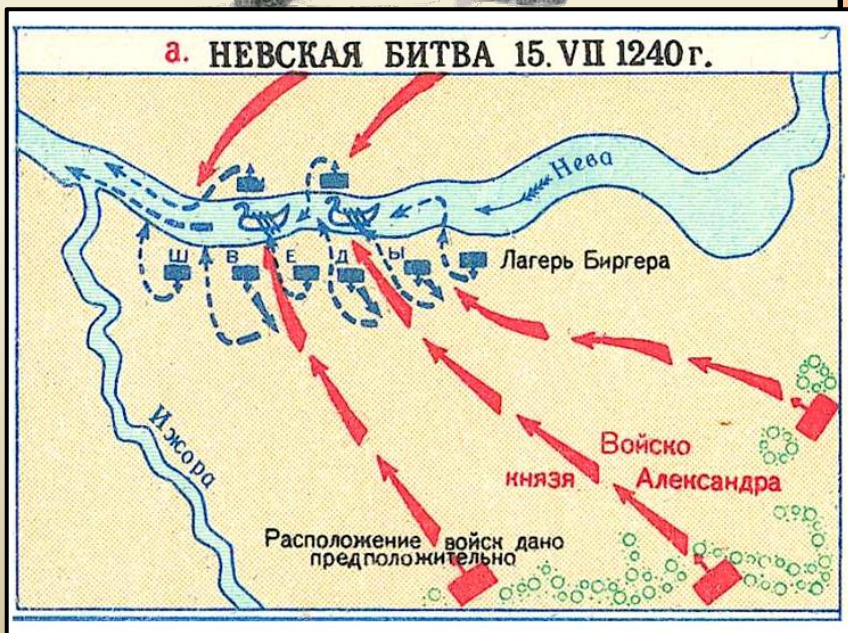 а. НЕВСКАЯ БИТВА 15.VII 1240 г.
Нева
Ш В Е Д Ы
Лагерь Биргера
Ижора
Войско
князя Александра
Расположение войск дано
предположительно